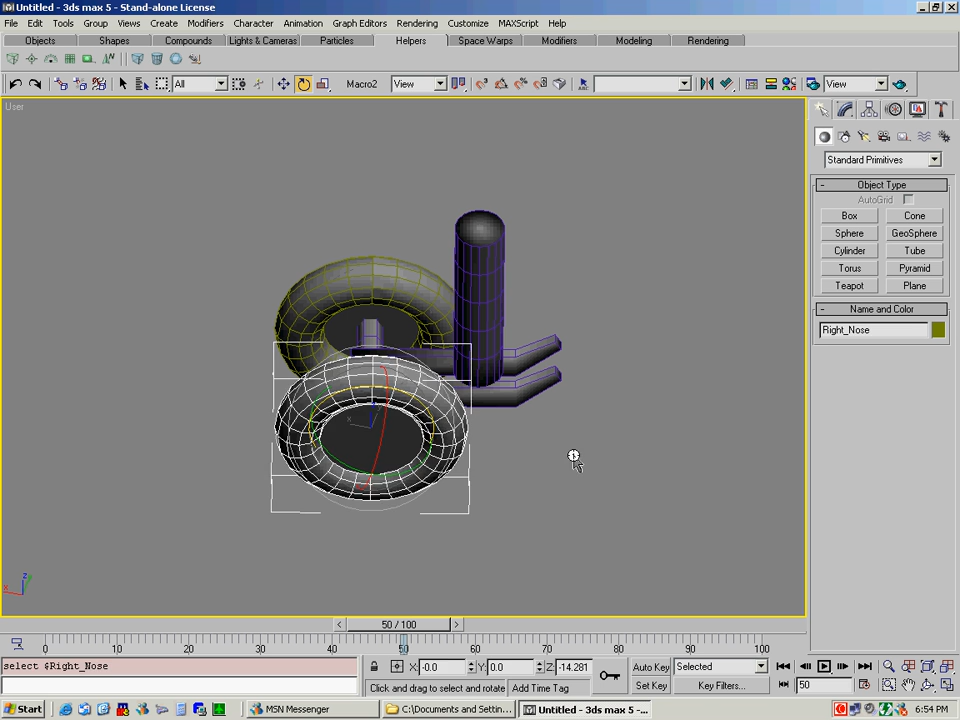 Untitled - 3ds max 5 - Stand-alone License
File Edit Tools Group Views Create Modifiers Character Animation Graph Editors Rendering Customize MAXScript Help
Objects Shapes Compounds Lights & Cameras Particles Helpers Space Warps Modifiers Modeling Rendering
All Macro2 View View
User
Standard Primitives
- Object Type
AutoGrid
Box Cone
Sphere GeoSphere
Cylinder Tube
Torus Pyramid
Teapot Plane
- Name and Color
Right_Nose
x
z y
x
< 50 / 100 >
0 10 20 30 40 50 60 70 80 90 100
select $Right_Nose X: -0.0 Y: 0.0 Z: -14.281 Auto Key Selected
Click and drag to select and rotate Add Time Tag Set Key Key Filters... 50
Start MSN Messenger C:\Documents and Settin... Untitled - 3ds max 5 -... 6:54 PM